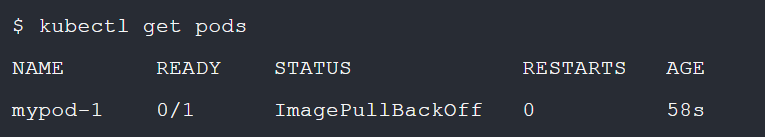 $ kubectl get pods
NAME READY STATUS RESTARTS AGE
mypod-1 0/1 ImagePullBackOff 0 58s